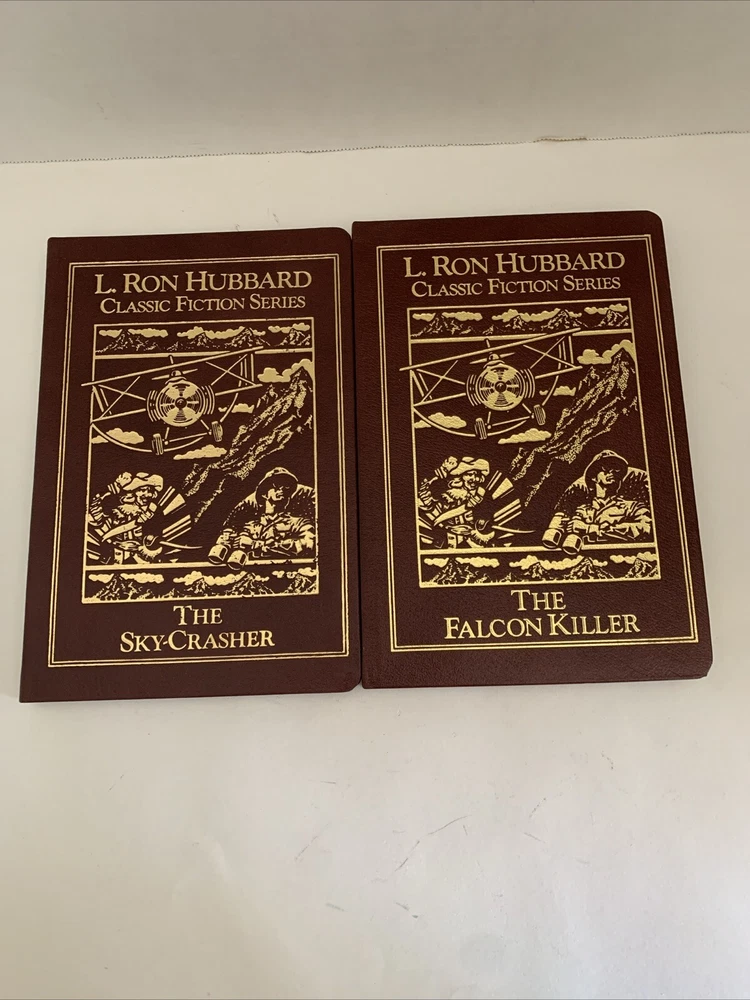 L. RON HUBBARD
CLASSIC FICTION SERIES
THE
SKY-CRASHER
L. RON HUBBARD
CLASSIC FICTION SERIES
THE
FALCON KILLER